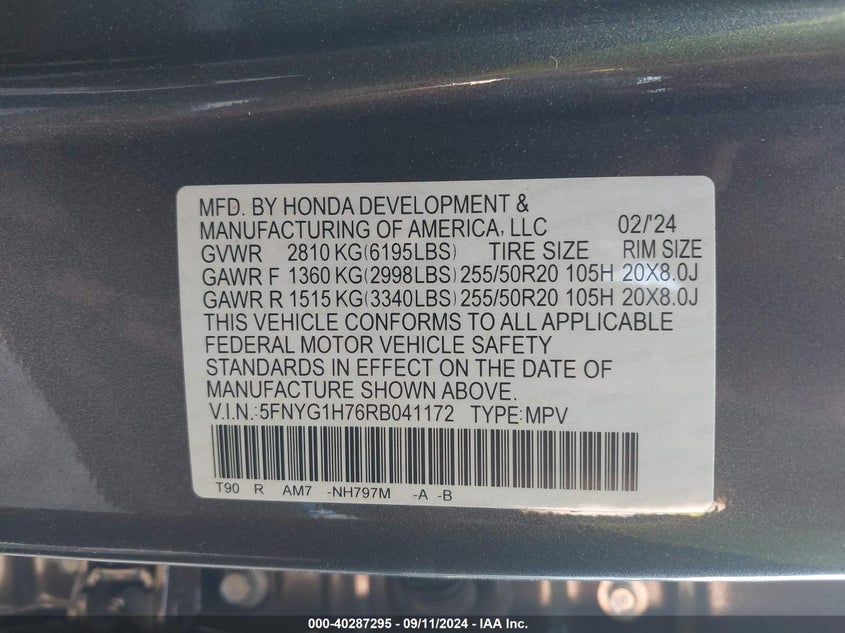 MFD. BY HONDA DEVELOPMENT &
MANUFACTURING OF AMERICA, LLC 02/'24
GVWR 2810 KG(6195LBS) TIRE SIZE RIM SIZE
GAWR F 1360 KG(2998LBS) 255/50R20 105H 20X8.0J
GAWR R 1515 KG(3340LBS) 255/50R20 105H 20X8.0J
THIS VEHICLE CONFORMS TO ALL APPLICABLE
FEDERAL MOTOR VEHICLE SAFETY
STANDARDS IN EFFECT ON THE DATE OF
MANUFACTURE SHOWN ABOVE.
V.I.N.:5FNYG1H76RB041172 TYPE:MPV
T90 R AM7 -NH797M -A -B
000-40287295 - 09/11/2024 - IAA Inc.